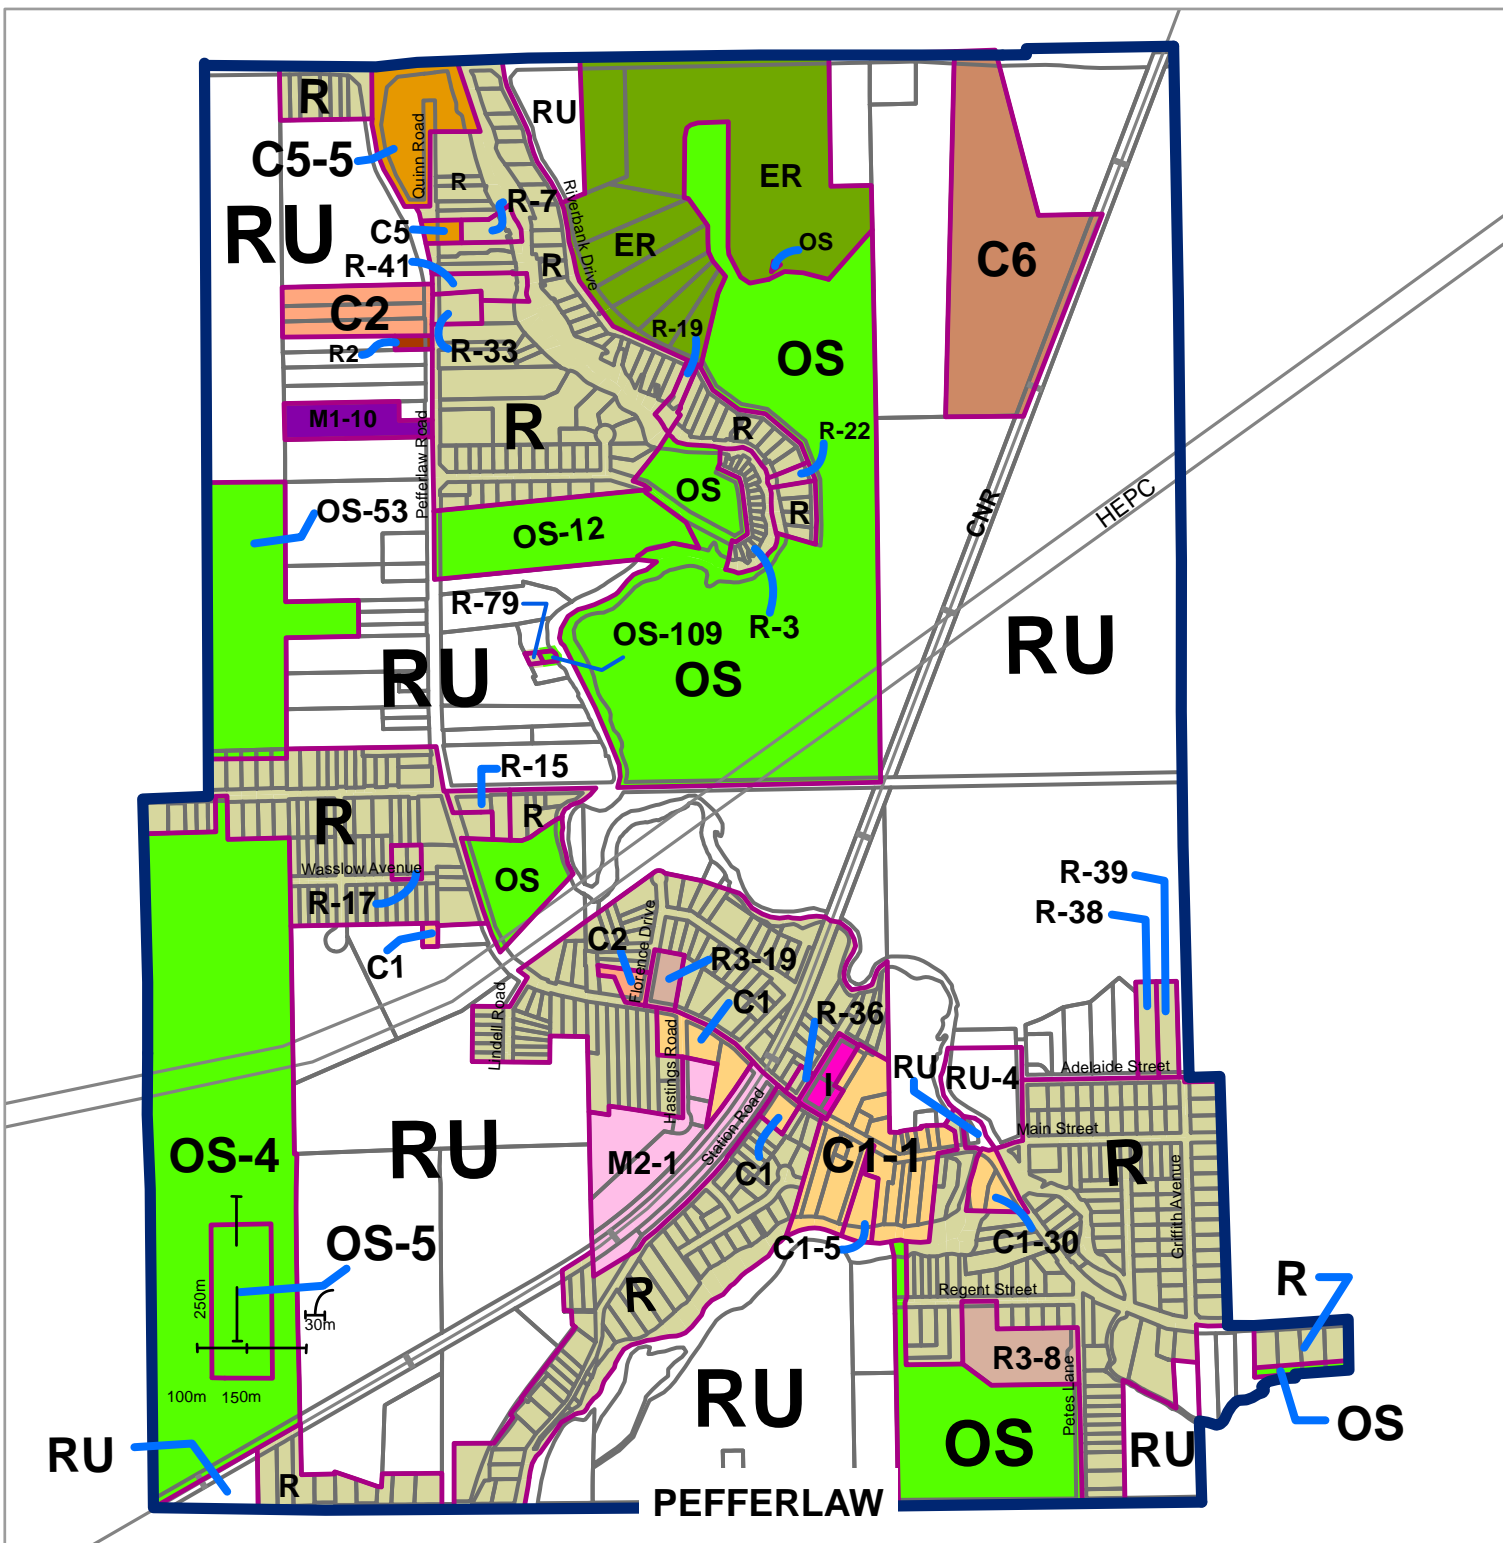 R
RU
C5-5
Quinn Road
ER
R
R-7
RU
C5
Riverbank Drive
ER
OS
R-41
R
C6
C2
R-19
R2
R-33
OS
M1-10
R
R
R-22
Pefferlaw Road
OS
OS-53
R
CNR
HEPC
OS-12
R-79
OS-109
R-3
RU
RU
OS
R-15
R
R
Wasslow Avenue
OS
R-39
R-17
R-38
Florence Drive
C2
C1
R3-19
C1
R-36
Lindell Road
Hastings Road
RU
RU-4
Adelaide Street
I
Station Road
Main Street
OS-4
RU
M2-1
C1
C1-1
R
Griffith Avenue
OS-5
C1-5
C1-30
R
250m
R
Regent Street
30m
R3-8
100m
150m
RU
Petes Lane
OS
RU
OS
RU
R
PEFFERLAW